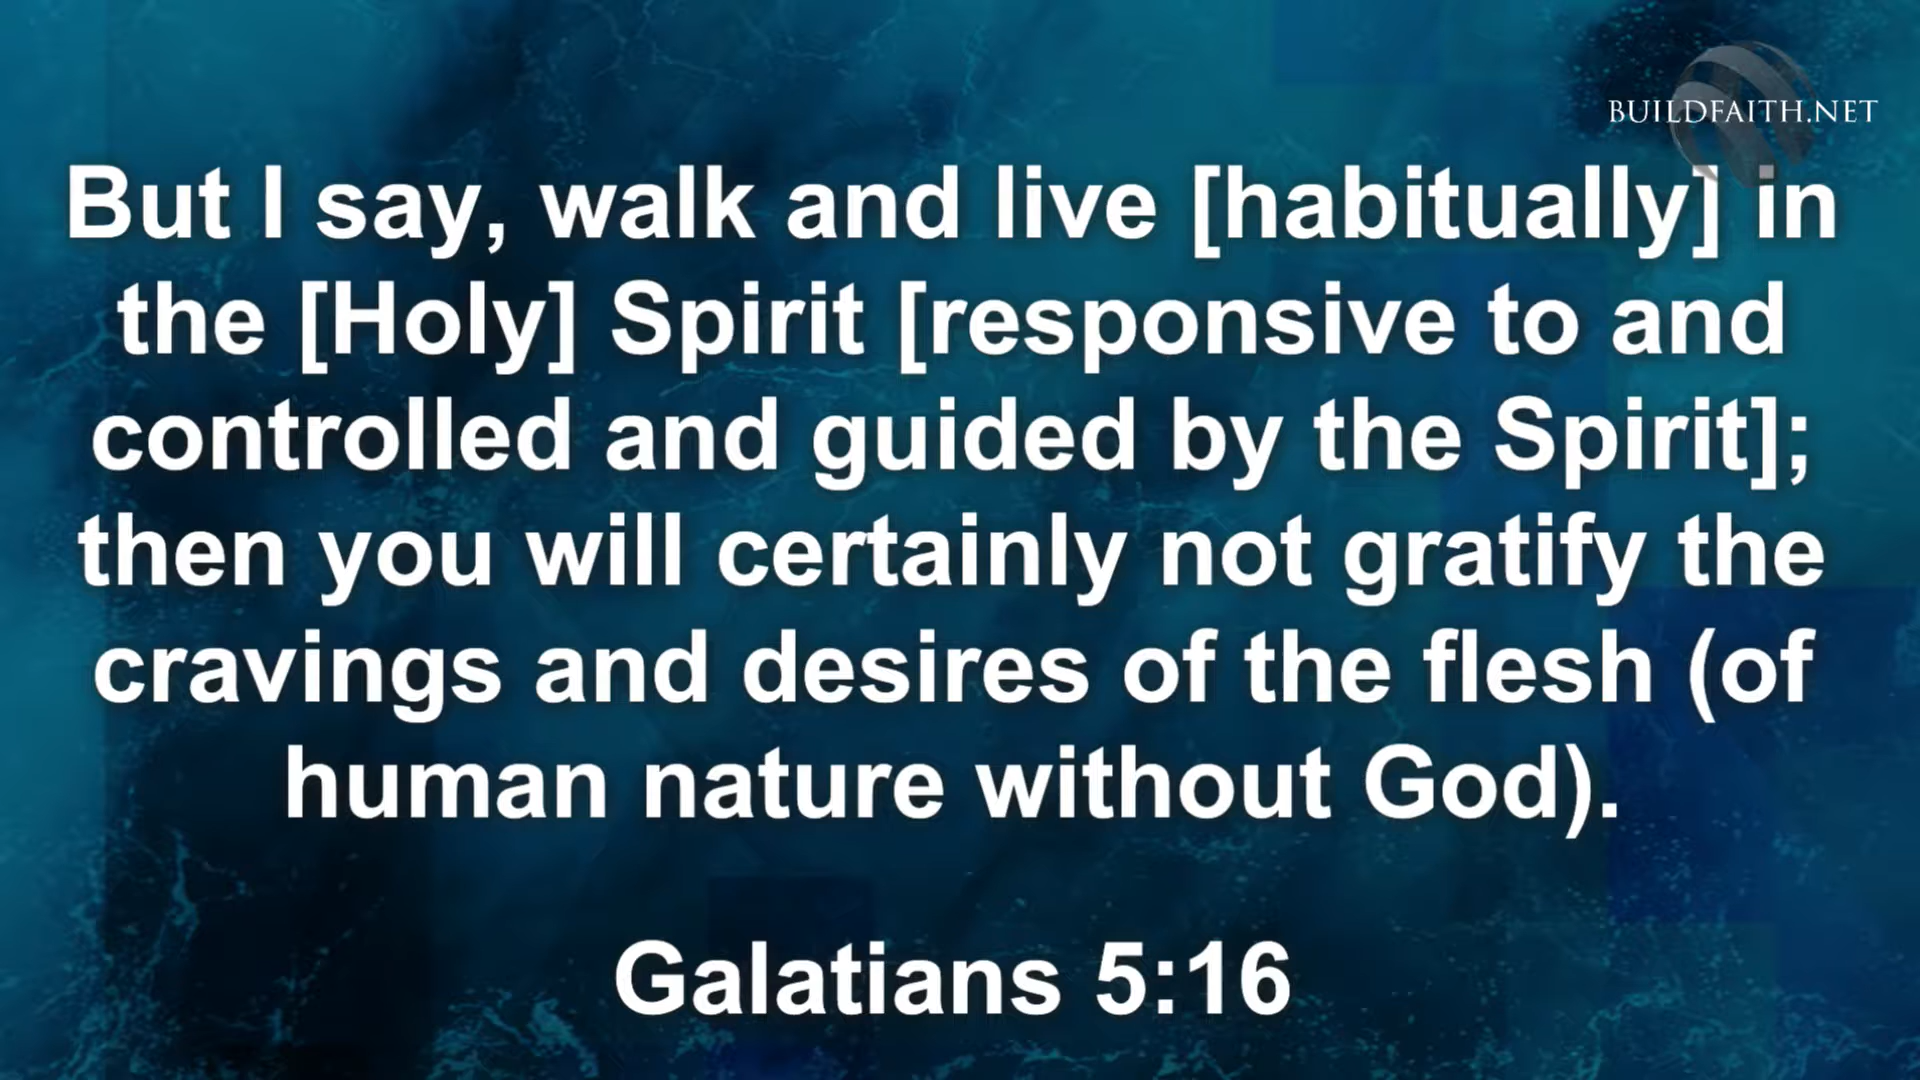 BUILDFAITH.NET
But I say, walk and live [habitually] in
the [Holy] Spirit [responsive to and
controlled and guided by the Spirit];
then you will certainly not gratify the
cravings and desires of the flesh (of
human nature without God).
Galatians 5:16